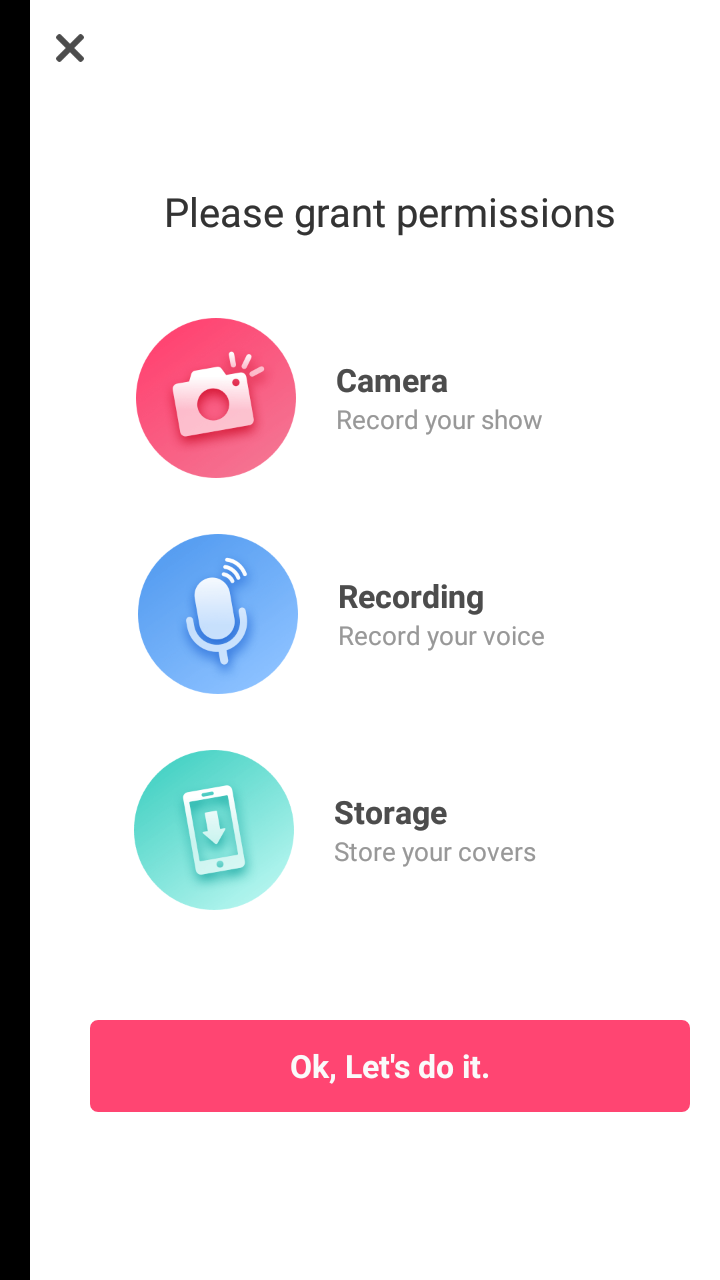 Please grant permissions
Camera
Record your show
Recording
Record your voice
Storage
Store your covers
Ok, Let's do it.